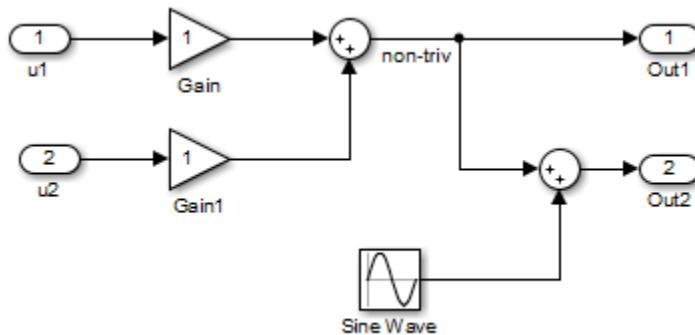 1
u1
1
Gain
++
non-triv
1
Out1
2
u2
1
Gain1
++
2
Out2
Sine Wave